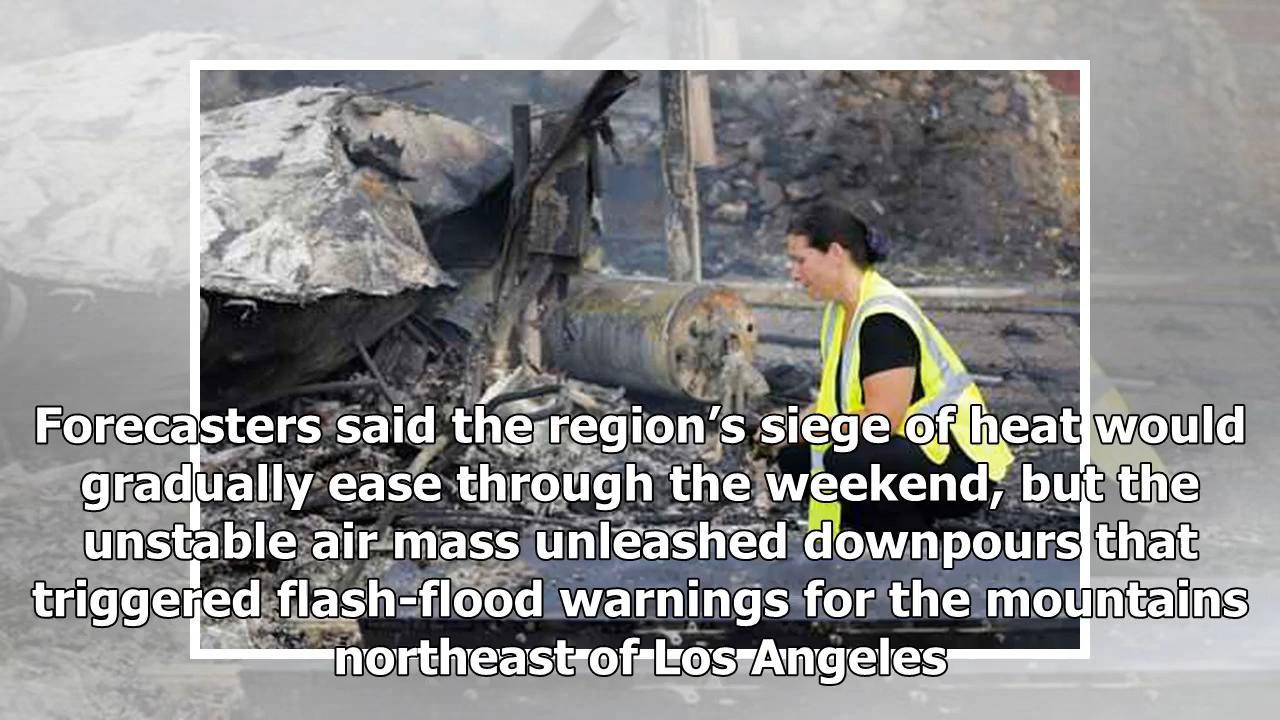 Forecasters said the region’s siege of heat would
gradually ease through the weekend, but the
unstable air mass unleashed downpours that
triggered flash-flood warnings for the mountains
northeast of Los Angeles